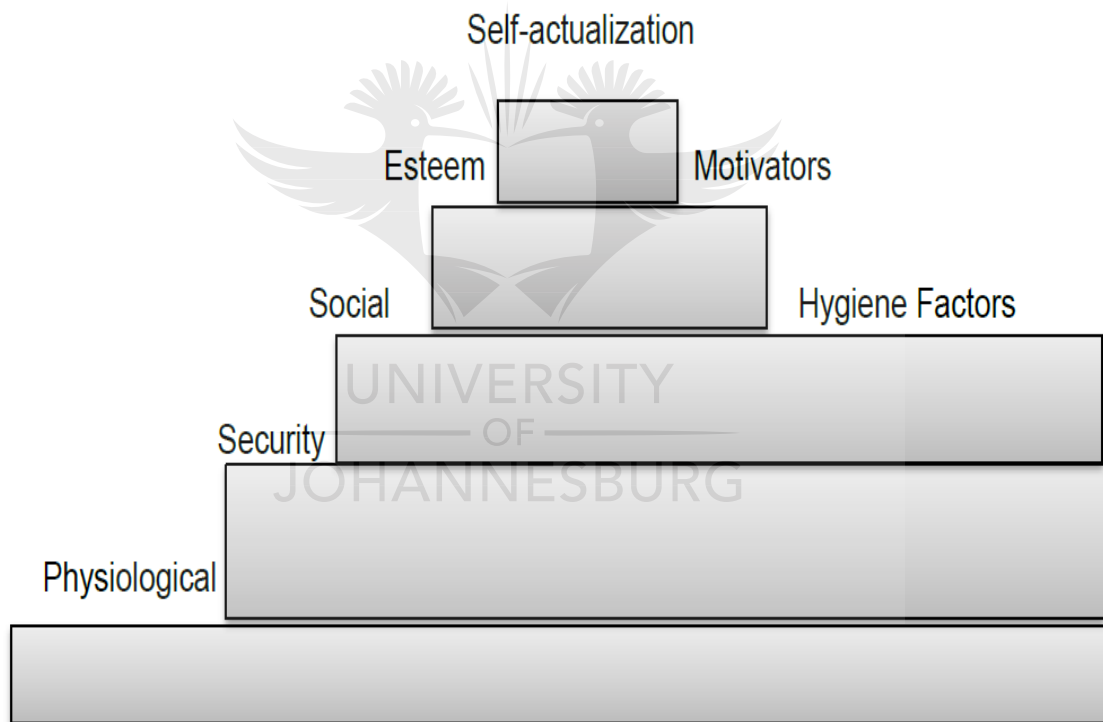 Self-actualization
Esteem Motivators
Social Hygiene Factors
UNIVERSITY
OF
Security
JOHANNESBURG
Physiological